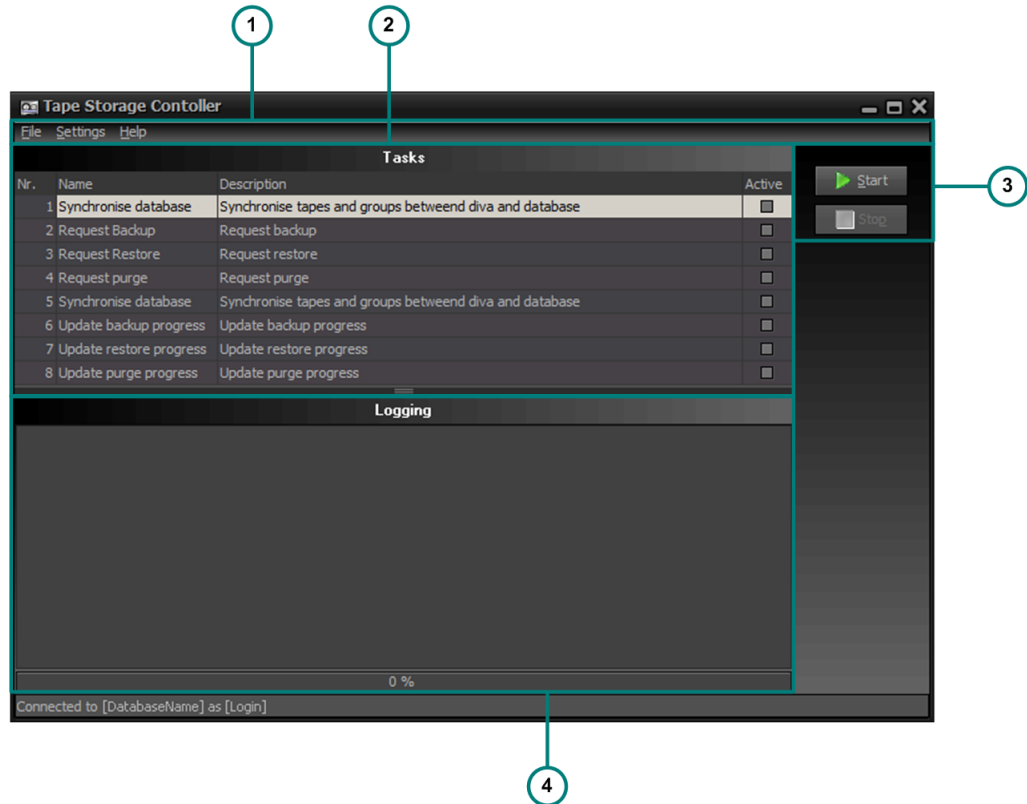 1
2
Tape Storage Contoller
File Settings Help
Tasks
Nr. Name Description Active
1 Synchronise database Synchronise tapes and groups betweend diva and database
2 Request Backup Request backup
3 Request Restore Request restore
4 Request purge Request purge
5 Synchronise database Synchronise tapes and groups betweend diva and database
6 Update backup progress Update backup progress
7 Update restore progress Update restore progress
8 Update purge progress Update purge progress
Start
Stop
3
Logging
0 %
Connected to [DatabaseName] as [Login]
4